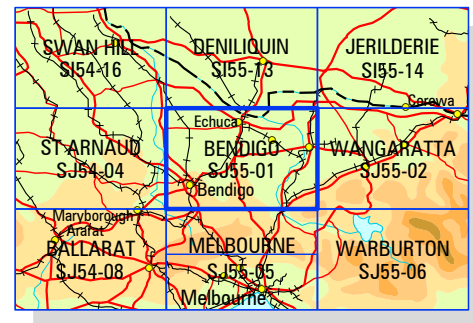 SWAN HILL
SI54-16
DENILIQUIN
SI55-13
JERILDERIE
SI55-14
Cerowa
Echuca
ST ARNAUD
SJ54-04
BENDIGO
SJ55-01
WANGARATTA
SJ55-02
Bendigo
Maryborough
Ararat
BALLARAT
SJ54-08
MELBOURNE
SJ55-05
WARBURTON
SJ55-06
Melbourne